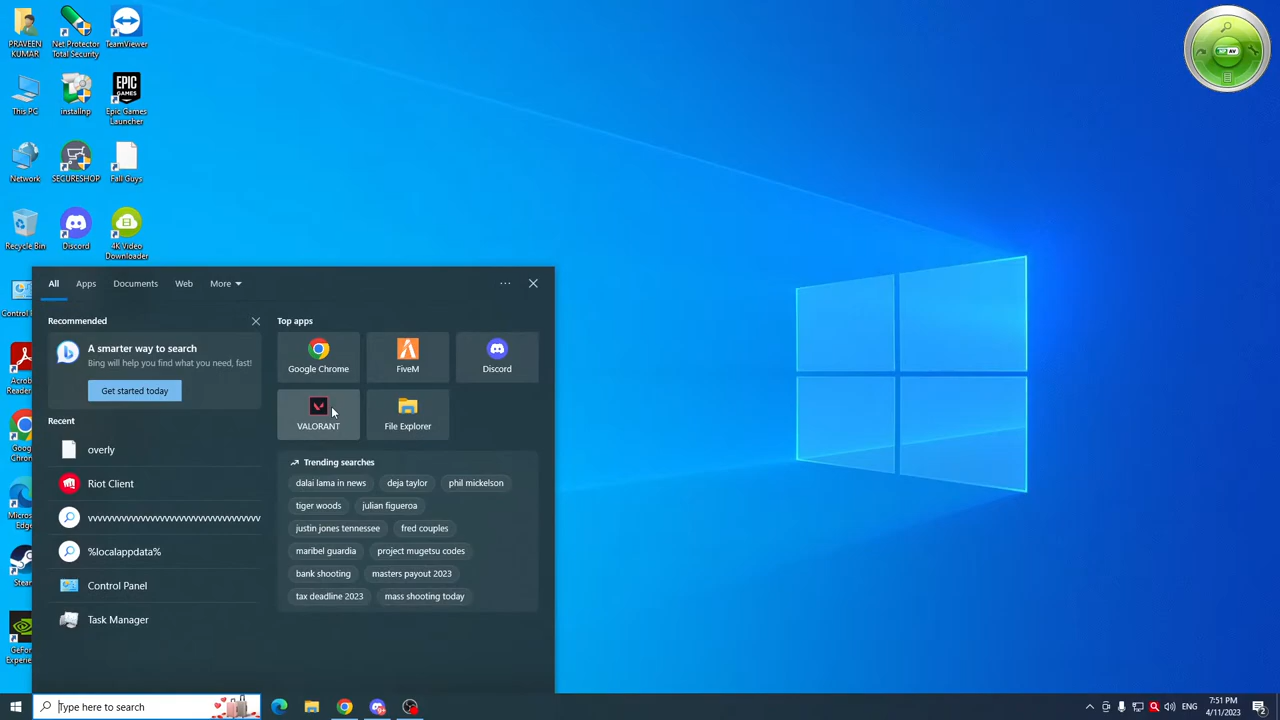 PRAVEEN
KUMAR
Net Protector
Total Security
TeamViewer
This PC
installnp
EPIC
GAMES
Epic Games
Launcher
Network
SECURESHOP
Fall Guys
Recycle Bin
Discord
4K Video
Downloader
All
Apps
Documents
Web
More
Recommended
A smarter way to search
Bing will help you find what you need, fast!
Get started today
Recent
overly
Riot Client
vvvvvvvvvvvvvvvvvvvvvvvvvvvvvvvvvvv
%localappdata%
Control Panel
Task Manager
Top apps
Google Chrome
FiveM
Discord
VALORANT
File Explorer
Trending searches
dalai lama in news
deja taylor
phil mickelson
tiger woods
julian figueroa
justin jones tennessee
fred couples
maribel guardia
project mugetsu codes
bank shooting
masters payout 2023
tax deadline 2023
mass shooting today
Type here to search
ENG
7:51 PM
4/11/2023
2